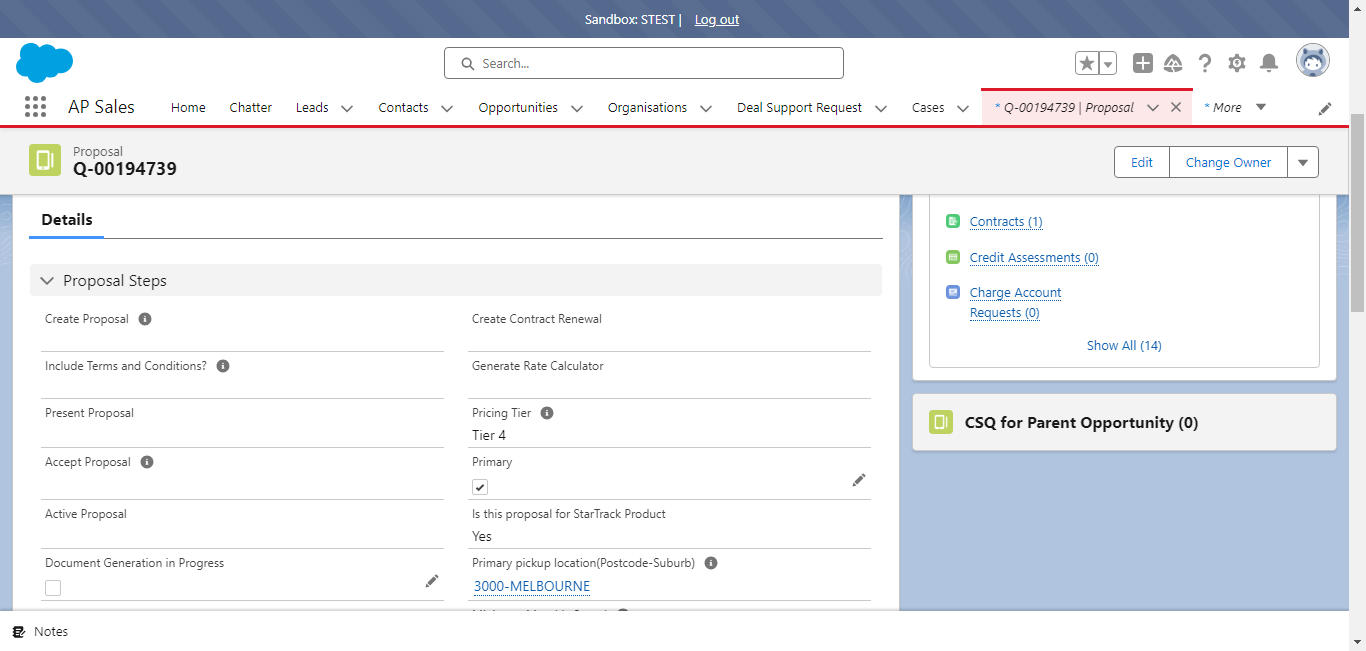 Sandbox: STEST | Log out
Search...
AP Sales
Home
Chatter
Leads
Contacts
Opportunities
Organisations
Deal Support Request
Cases
* Q-00194739 | Proposal
* More
Proposal
Q-00194739
Edit
Change Owner
Details
Proposal Steps
Create Proposal
Create Contract Renewal
Include Terms and Conditions?
Generate Rate Calculator
Present Proposal
Pricing Tier
Tier 4
Accept Proposal
Primary
Active Proposal
Is this proposal for StarTrack Product
Yes
Document Generation in Progress
Primary pickup location(Postcode-Suburb)
3000-MELBOURNE
Contracts (1)
Credit Assessments (0)
Charge Account
Requests (0)
Show All (14)
CSQ for Parent Opportunity (0)
Notes